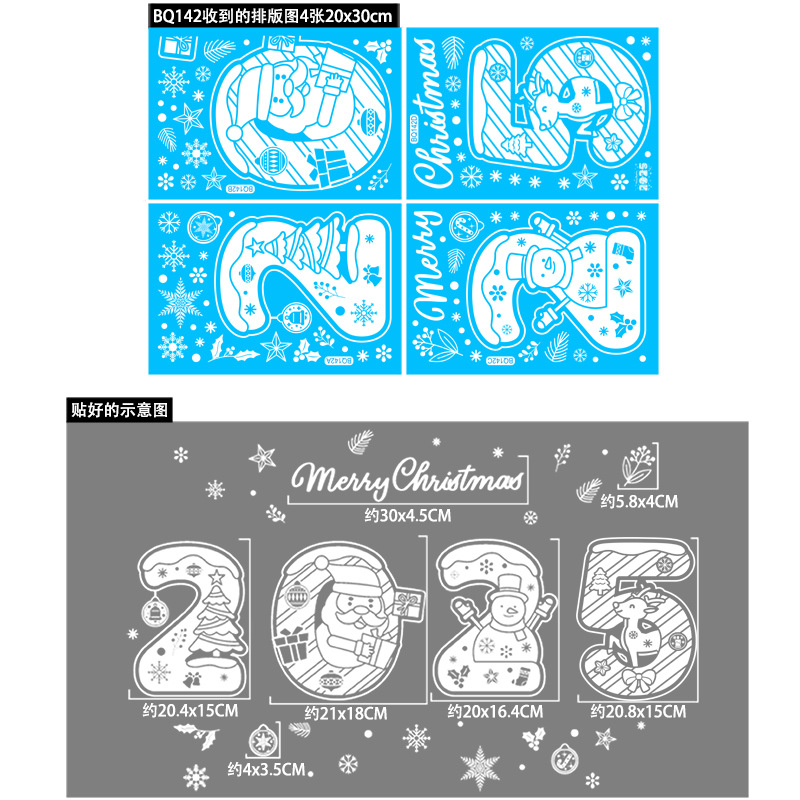 BQ142收到的排版图4张20x30cm
BQ142B
Christmas
BQ142D
2025
BQ142A
Merry
BQ142C
贴好的示意图
Merry Christmas
约30x4.5CM
约5.8x4CM
2025
约20.4x15CM
约21x18CM
约20x16.4CM
约20.8x15CM
约4x3.5CM